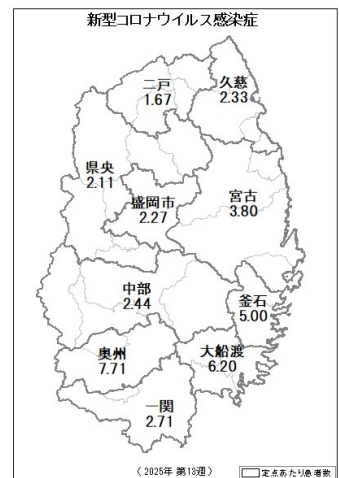 新型コロナウイルス感染症
二戸
1.67
久慈
2.33
県央
2.11
盛岡市
2.27
宮古
3.80
中部
2.44
釜石
5.00
奥州
7.71
大船渡
6.20
一関
2.71
（2025年 第13週）
定点あたり患者数